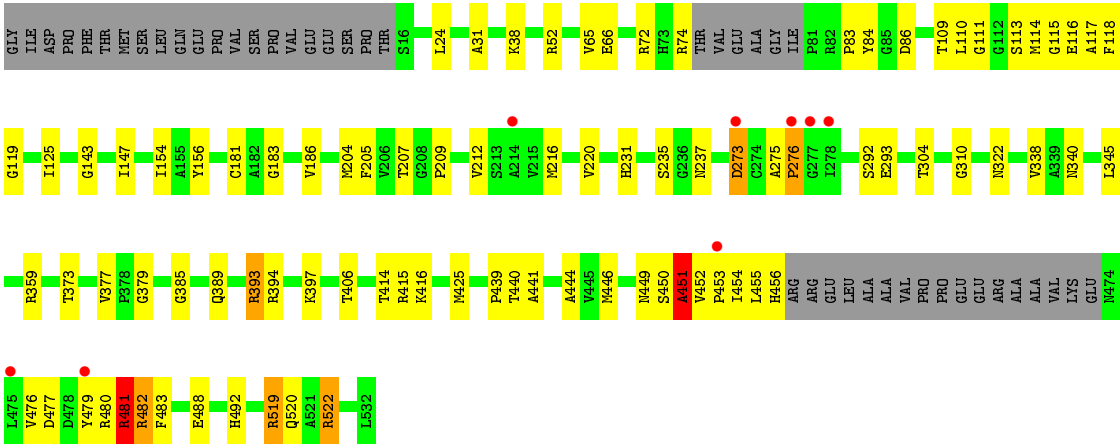 GLY ILE ASP PRO PHE THR MET SER LEU GLN GLU PRO VAL SER PRO VAL GLU GLU SER PRO THR S16 L24 A31 K38 R52 V65 E66 R72 H73 R74 THR VAL GLU ALA GLY ILE P81 R82 P83 Y84 G85 D86 T109 L110 G111 G112 S113 M114 G115 E116 A117 F118
G119 I125 G143 I147 I154 A155 Y156 C181 A182 G183 V186 M204 F205 V206 T207 G208 P209 V212 S213 A214 V215 M216 V220 H231 S235 G236 N237 D273 C274 A275 P276 G277 I278 S292 E293 T304 G310 N322 V338 A339 N340 L345
R359 T373 V377 P378 G379 G385 Q389 R393 R394 K397 T406 T414 R415 K416 M425 P439 T440 A441 A444 V445 M446 N449 S450 A451 V452 P453 I454 L455 H456 ARG ARG GLU LEU ALA ALA VAL PRO PRO GLU GLU ARG ALA ALA VAL LYS GLU N474
L475 V476 D477 D478 Y479 R480 R481 R482 F483 E488 H492 R519 Q520 A521 R522 L532